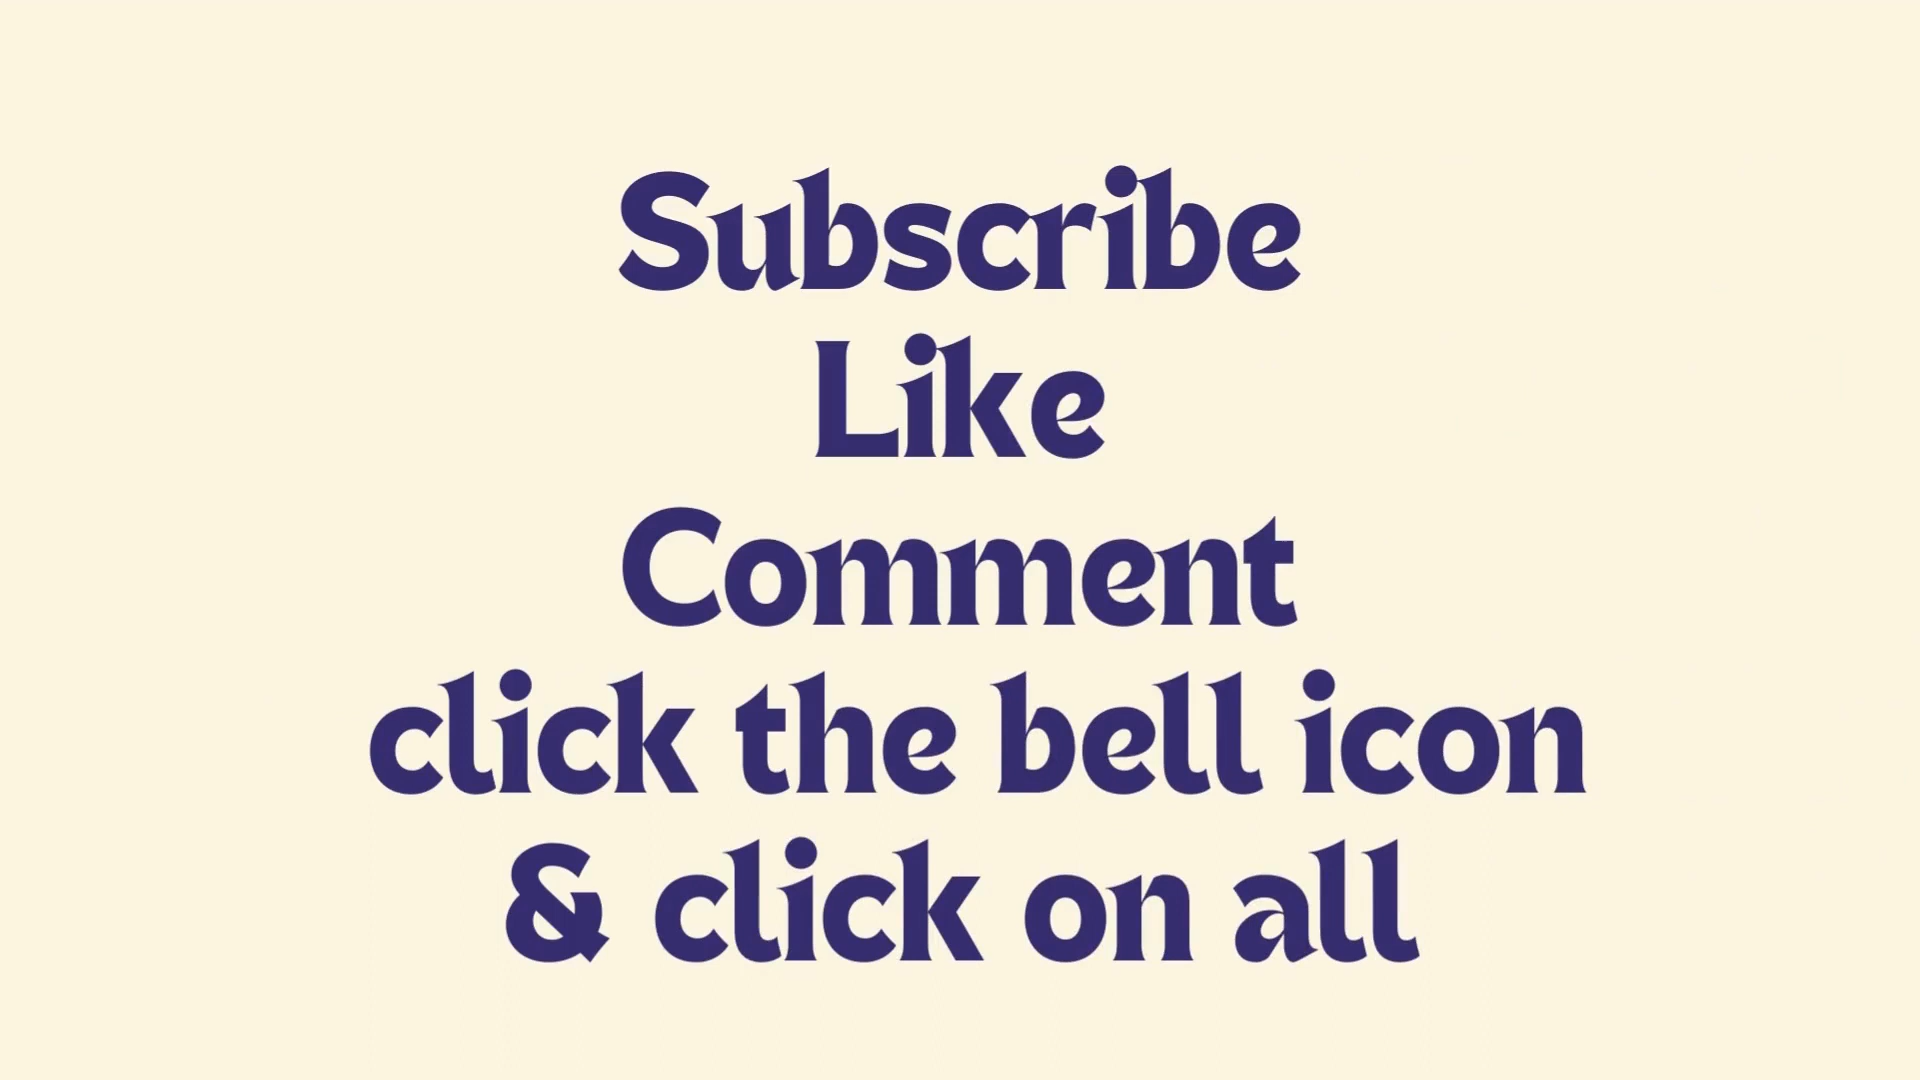 Subscribe
Like
Comment
click the bell icon
& click on all